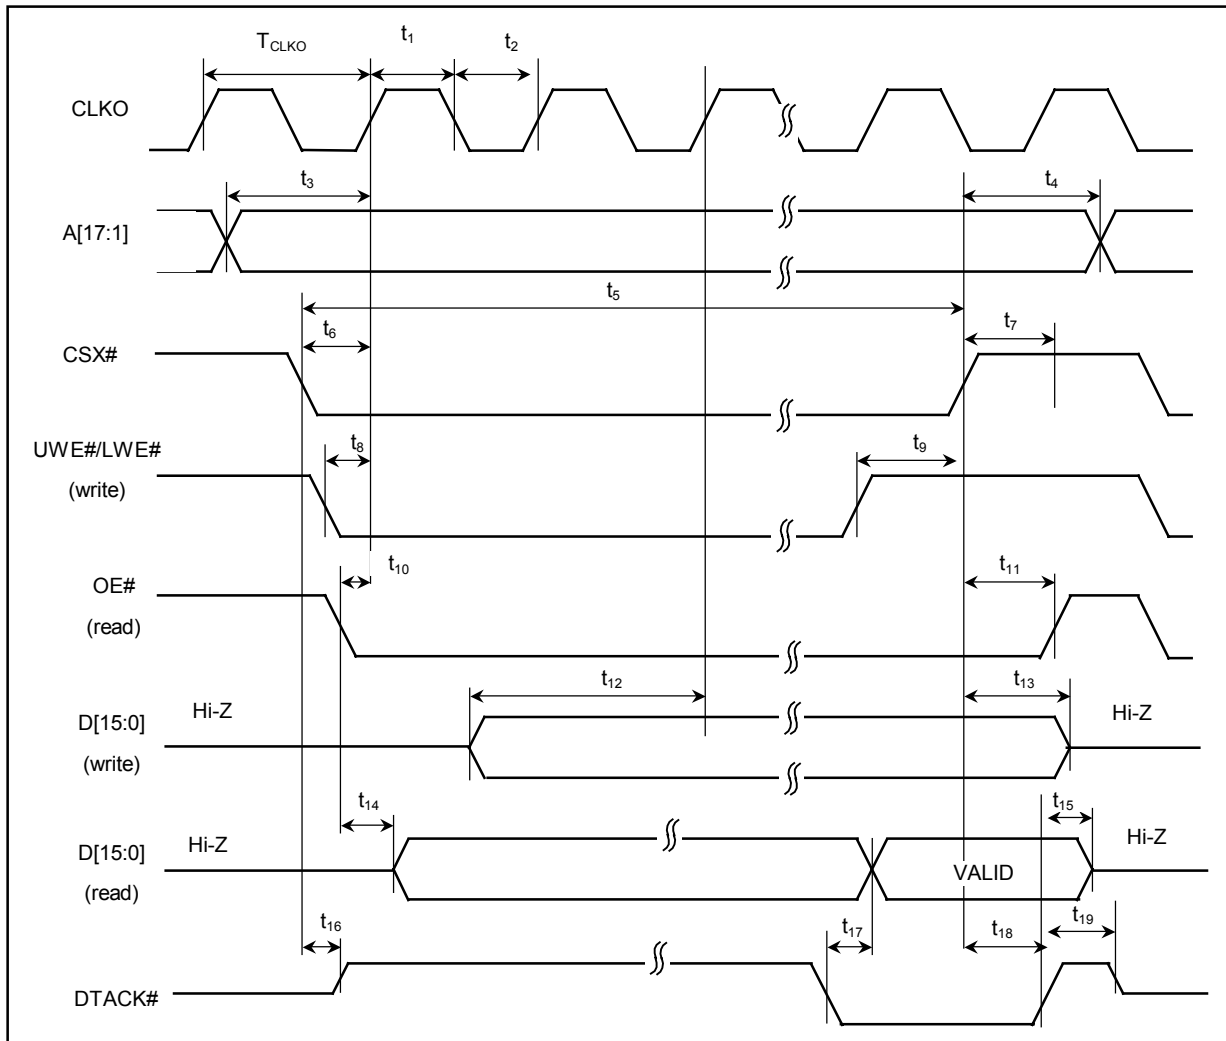 TCLKO t1 t2
CLKO
t3 t4
A[17:1]
t5
t6 t7
CSX#
UWE#/LWE# t8 t9
(write)
t10 t11
OE#
(read)
t12 t13
Hi-Z Hi-Z
D[15:0]
(write)
t14 t15
Hi-Z Hi-Z
D[15:0]
VALID
(read)
t16 t17 t18 t19
DTACK#